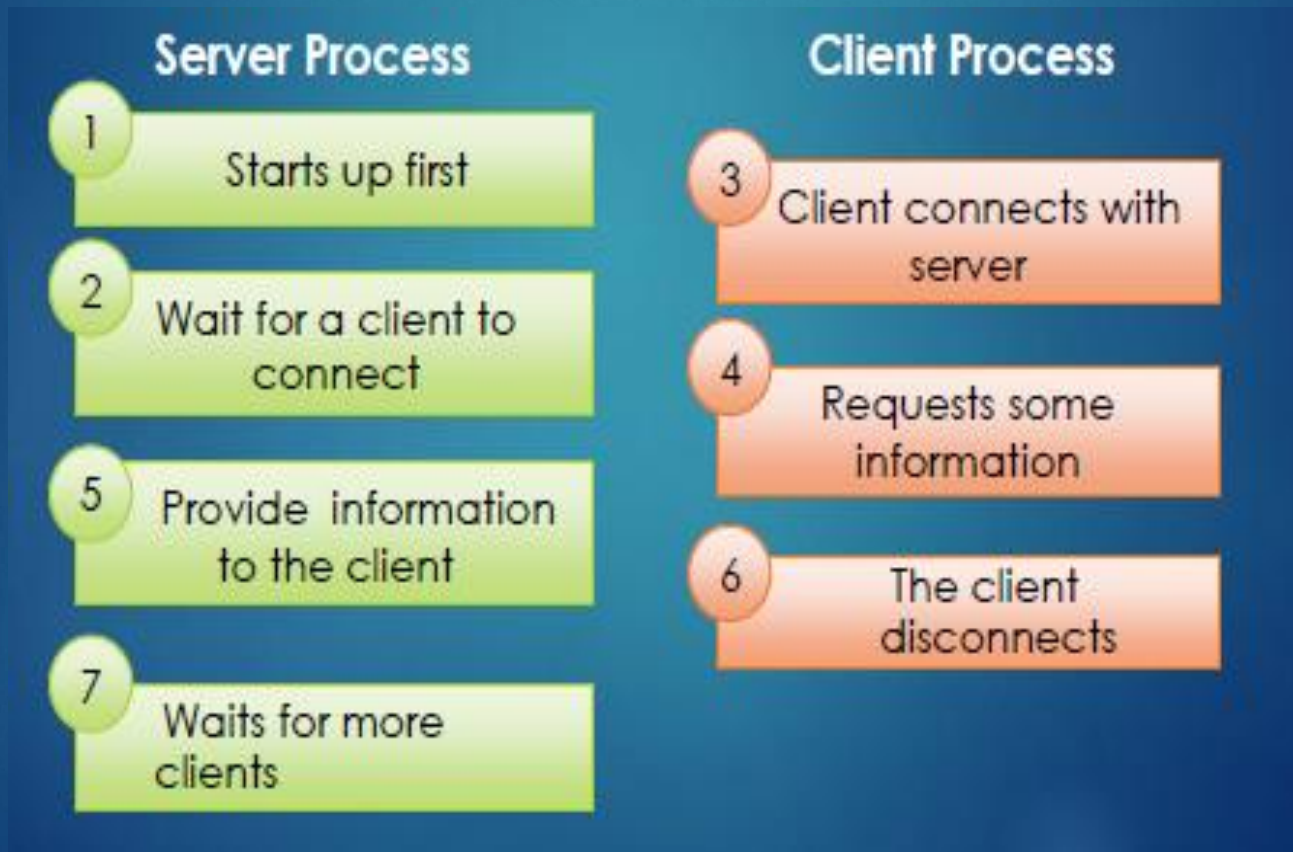 Server Process
1
Starts up first
2
Wait for a client to
connect
5
Provide information
to the client
7
Waits for more
clients
Client Process
3
Client connects with
server
4
Requests some
information
6
The client
disconnects